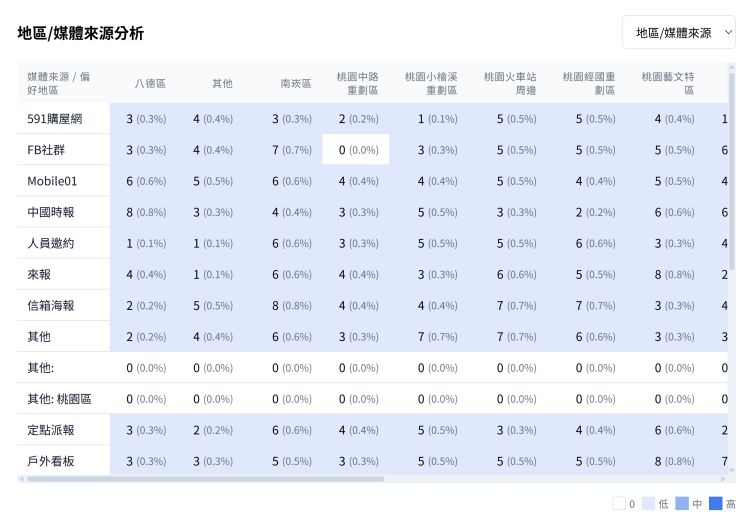 地區/媒體來源分析
地區/媒體來源
媒體來源 / 偏好地區 八德區 其他 南崁區 桃園中路重劃區 桃園小檜溪重劃區 桃園火車站周邊 桃園經國重劃區 桃園藝文特區
591購屋網 3 (0.3%) 4 (0.4%) 3 (0.3%) 2 (0.2%) 1 (0.1%) 5 (0.5%) 5 (0.5%) 4 (0.4%) 1
FB社群 3 (0.3%) 4 (0.4%) 7 (0.7%) 0 (0.0%) 3 (0.3%) 5 (0.5%) 5 (0.5%) 5 (0.5%) 6
Mobile01 6 (0.6%) 5 (0.5%) 6 (0.6%) 4 (0.4%) 4 (0.4%) 5 (0.5%) 4 (0.4%) 5 (0.5%) 4
中國時報 8 (0.8%) 3 (0.3%) 4 (0.4%) 3 (0.3%) 5 (0.5%) 3 (0.3%) 2 (0.2%) 6 (0.6%) 6
人員邀約 1 (0.1%) 1 (0.1%) 6 (0.6%) 3 (0.3%) 5 (0.5%) 5 (0.5%) 6 (0.6%) 3 (0.3%) 4
來報 4 (0.4%) 1 (0.1%) 6 (0.6%) 4 (0.4%) 3 (0.3%) 6 (0.6%) 5 (0.5%) 8 (0.8%) 2
信箱海報 2 (0.2%) 5 (0.5%) 8 (0.8%) 4 (0.4%) 4 (0.4%) 7 (0.7%) 7 (0.7%) 3 (0.3%) 4
其他 2 (0.2%) 4 (0.4%) 6 (0.6%) 3 (0.3%) 7 (0.7%) 7 (0.7%) 6 (0.6%) 3 (0.3%) 3
其他: 0 (0.0%) 0 (0.0%) 0 (0.0%) 0 (0.0%) 0 (0.0%) 0 (0.0%) 0 (0.0%) 0 (0.0%) 0
其他: 桃園區 0 (0.0%) 0 (0.0%) 0 (0.0%) 0 (0.0%) 0 (0.0%) 0 (0.0%) 0 (0.0%) 0 (0.0%) 0
定點派報 3 (0.3%) 2 (0.2%) 6 (0.6%) 4 (0.4%) 5 (0.5%) 3 (0.3%) 4 (0.4%) 6 (0.6%) 2
戶外看板 3 (0.3%) 3 (0.3%) 5 (0.5%) 3 (0.3%) 5 (0.5%) 5 (0.5%) 5 (0.5%) 8 (0.8%) 7
0 低 中 高